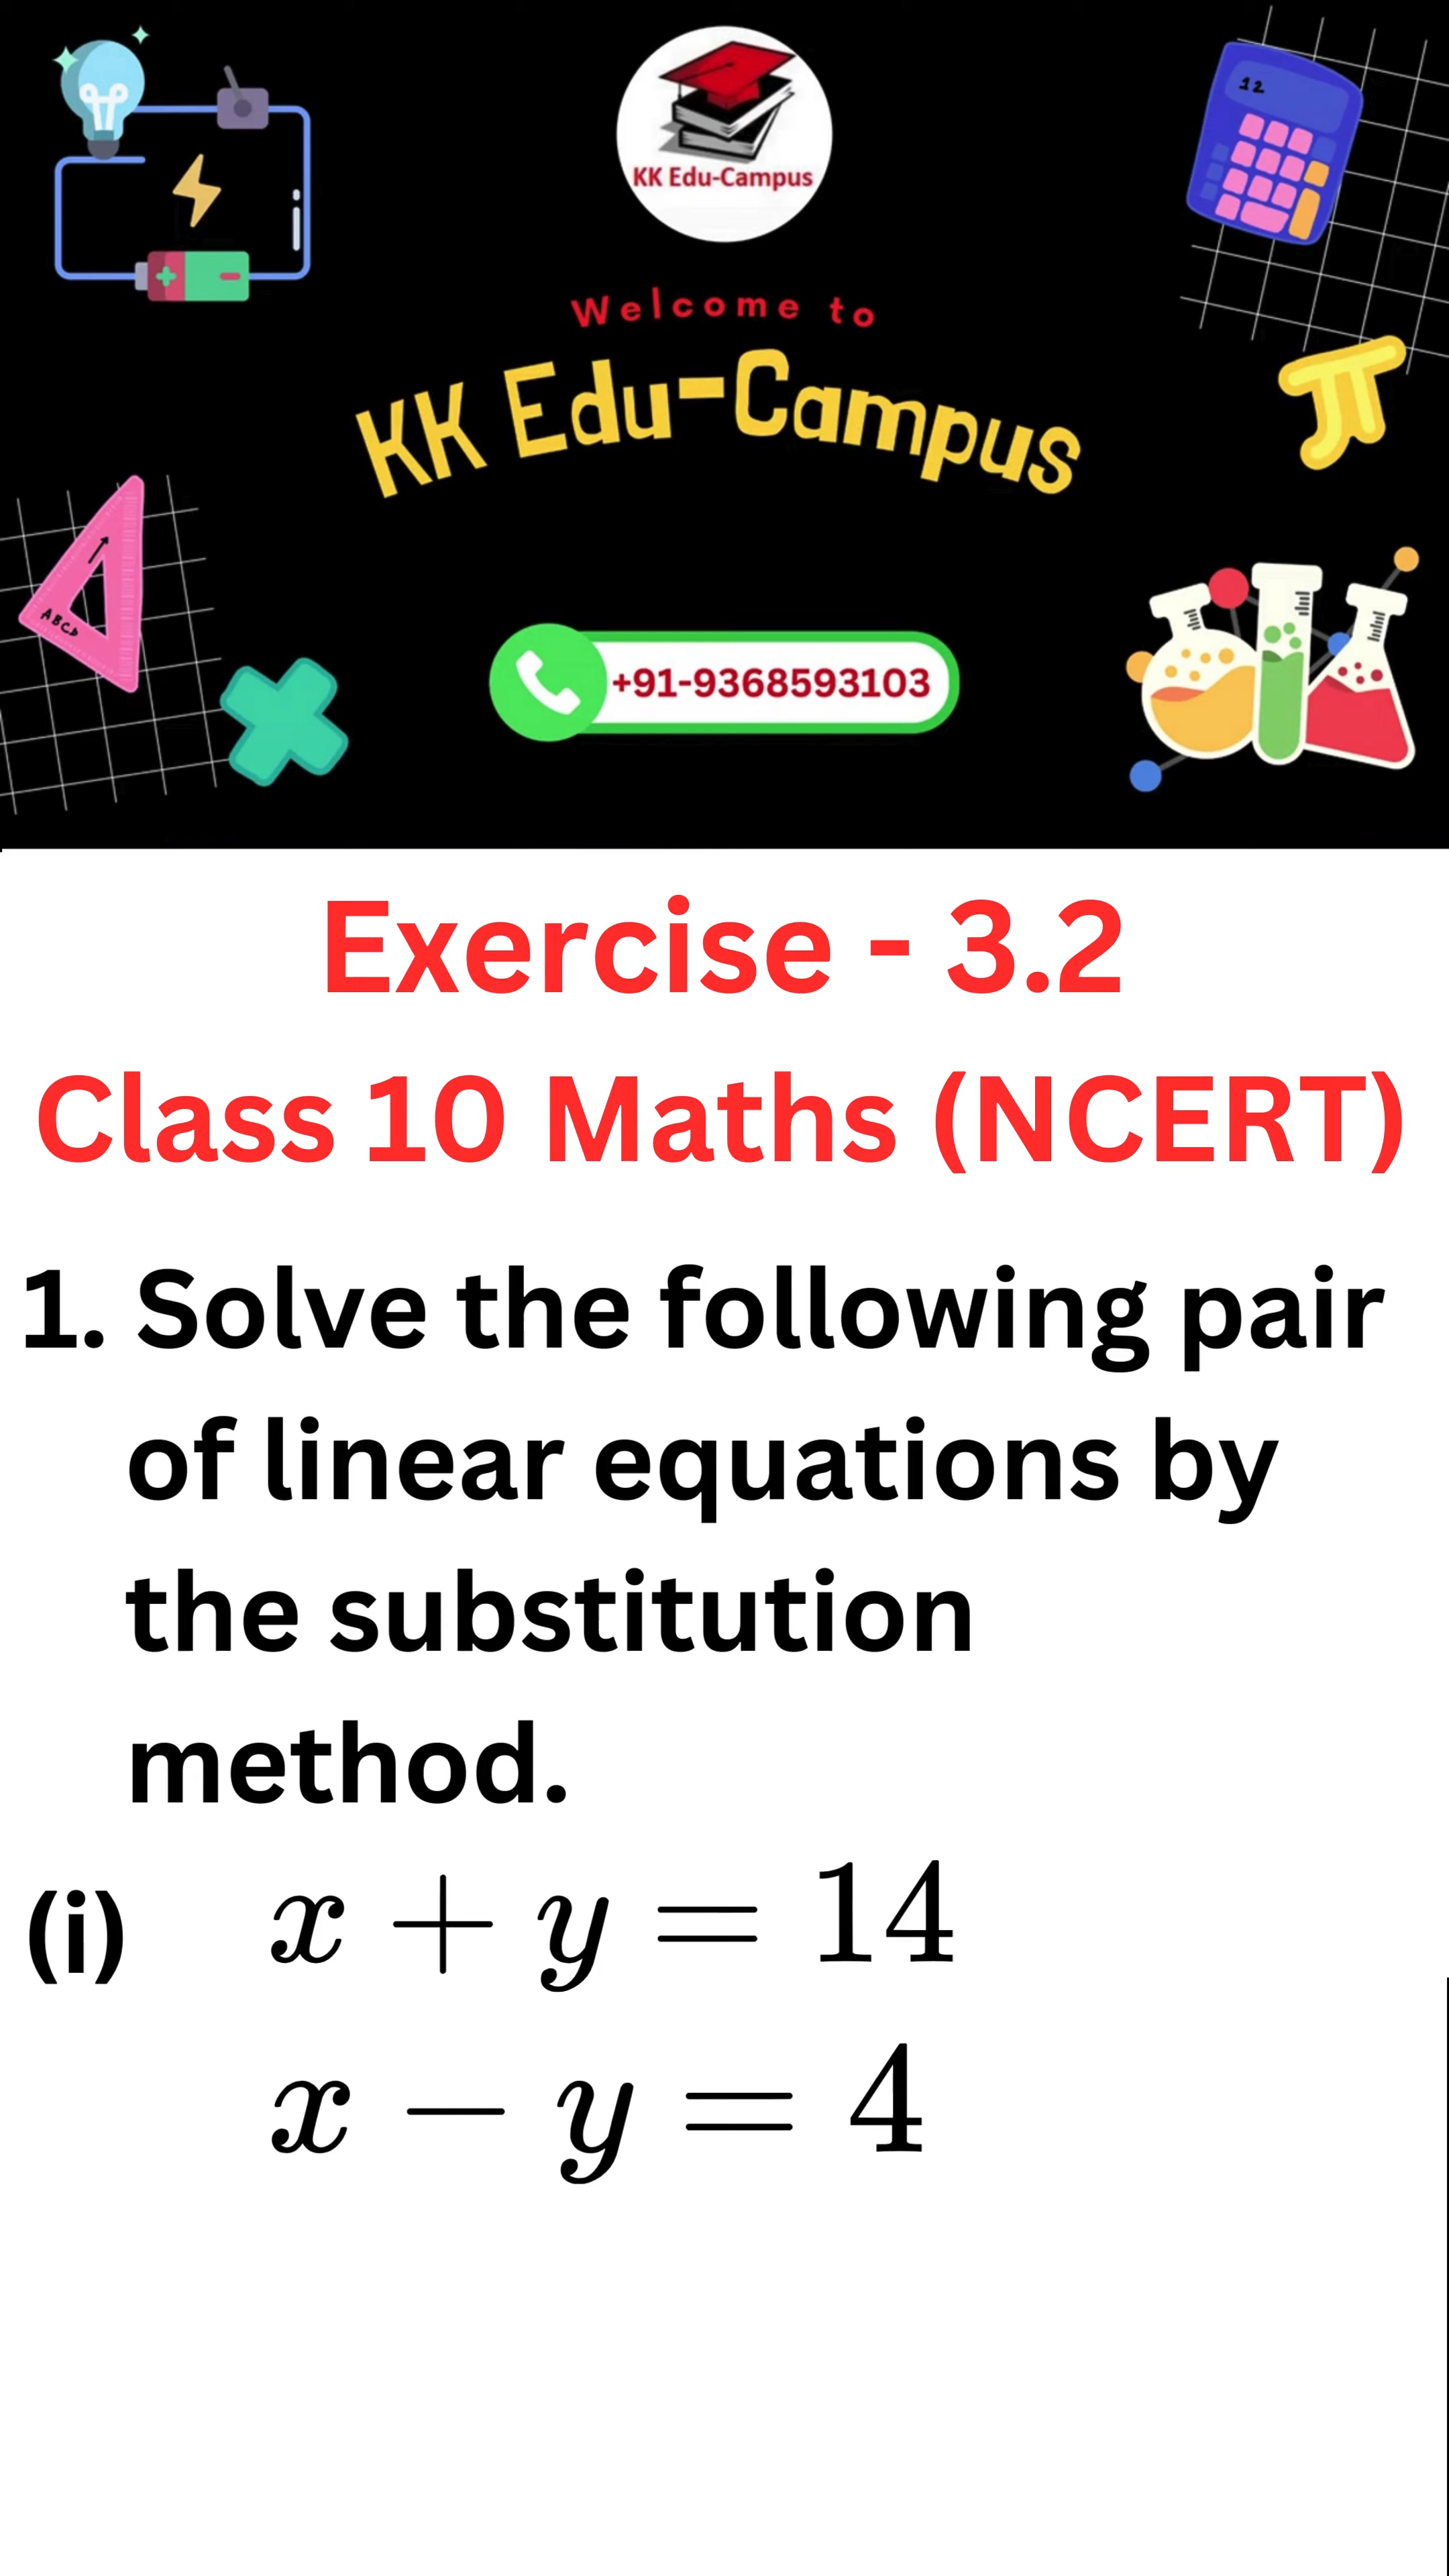 12
KK Edu-Campus
Welcome to
KK Edu-Campus
ABCD
+91-9368593103
Exercise - 3.2
Class 10 Maths (NCERT)
1. Solve the following pair
of linear equations by
the substitution
method.
(i) x + y = 14
x − y = 4